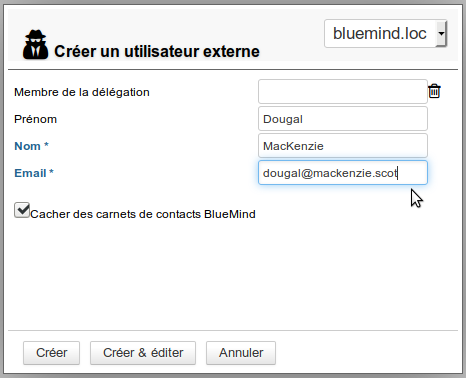 bluemind.loc
Créer un utilisateur externe
Membre de la délégation
Prénom Dougal
Nom * MacKenzie
Email * dougal@mackenzie.scot
Cacher des carnets de contacts BlueMind
Créer Créer & éditer Annuler